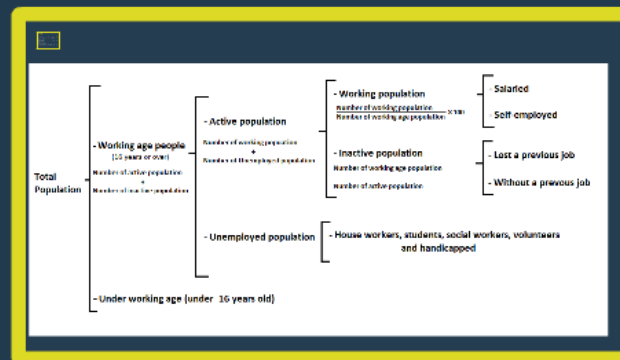 Total
Population
- Working age people
(16 years or over)
Number of active population
+
Number of inactive population
- Under working age (under 16 years old)
- Active population
Number of working population
+
Number of Unemployed population
- Unemployed population
- Working population
Number of working population
Number of working age population
X 100
- Inactive population
Number of working age population
Number of active population
- House workers, students, social workers, volunteers
and handicapped
- Salaried
- Self-employed
- Lost a previous job
- Without a prevous job